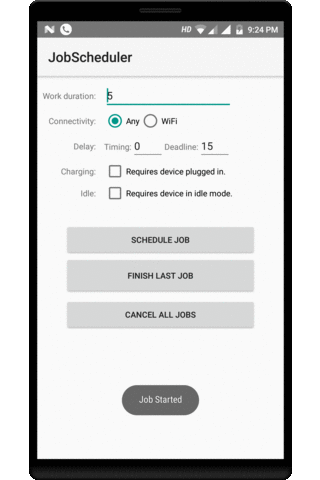 HD 9:24 PM
JobScheduler
Work duration: 5
Connectivity: Any WiFi
Delay: Timing: 0 Deadline: 15
Charging: Requires device plugged in.
Idle: Requires device in idle mode.
SCHEDULE JOB
FINISH LAST JOB
CANCEL ALL JOBS
Job Started